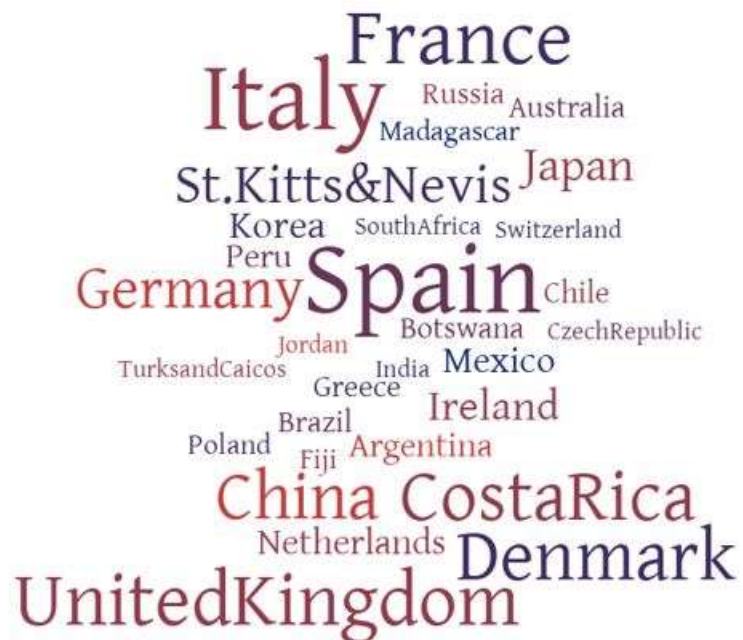 France
Italy
Russia
Australia
Madagascar
Japan
St.Kitts&Nevis
Korea
SouthAfrica
Switzerland
Peru
Germany
Spain
Chile
Botswana
CzechRepublic
Jordan
TurksandCaicos
India
Mexico
Greece
Ireland
Brazil
Poland
Fiji
Argentina
China
CostaRica
Netherlands
Denmark
UnitedKingdom